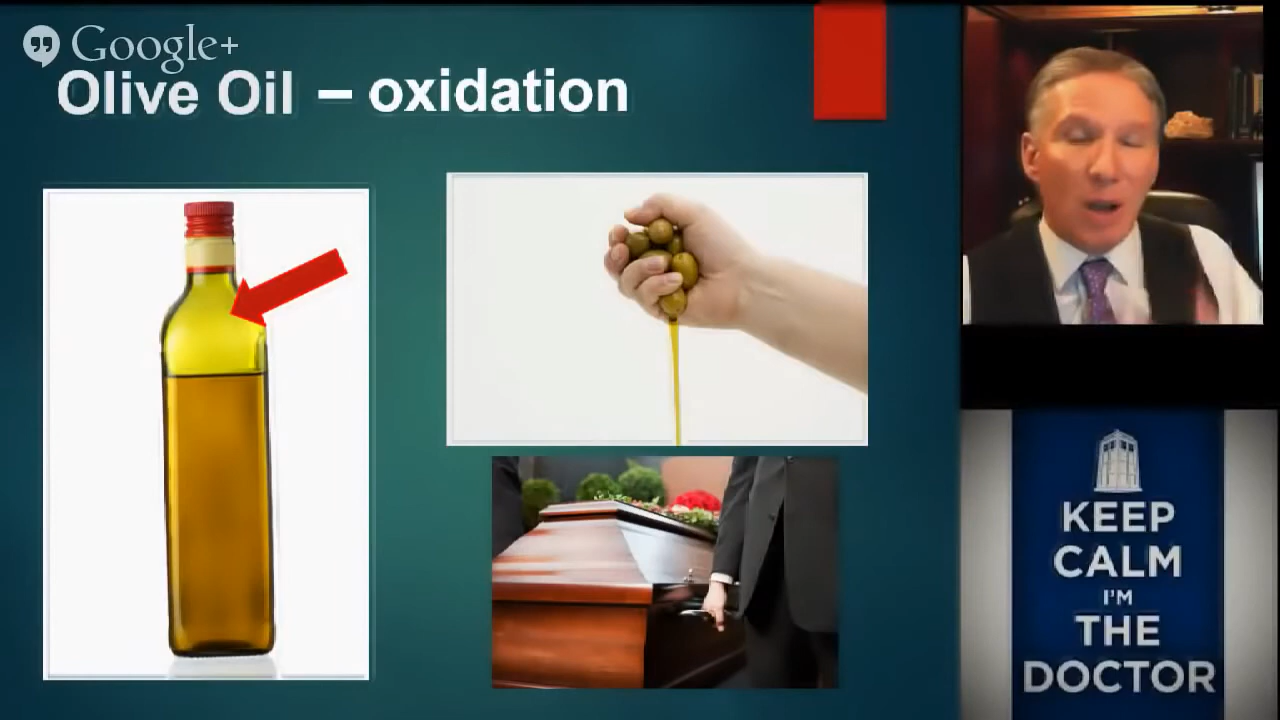 Google+
Olive Oil – oxidation
KEEP
CALM
I'M
THE
DOCTOR